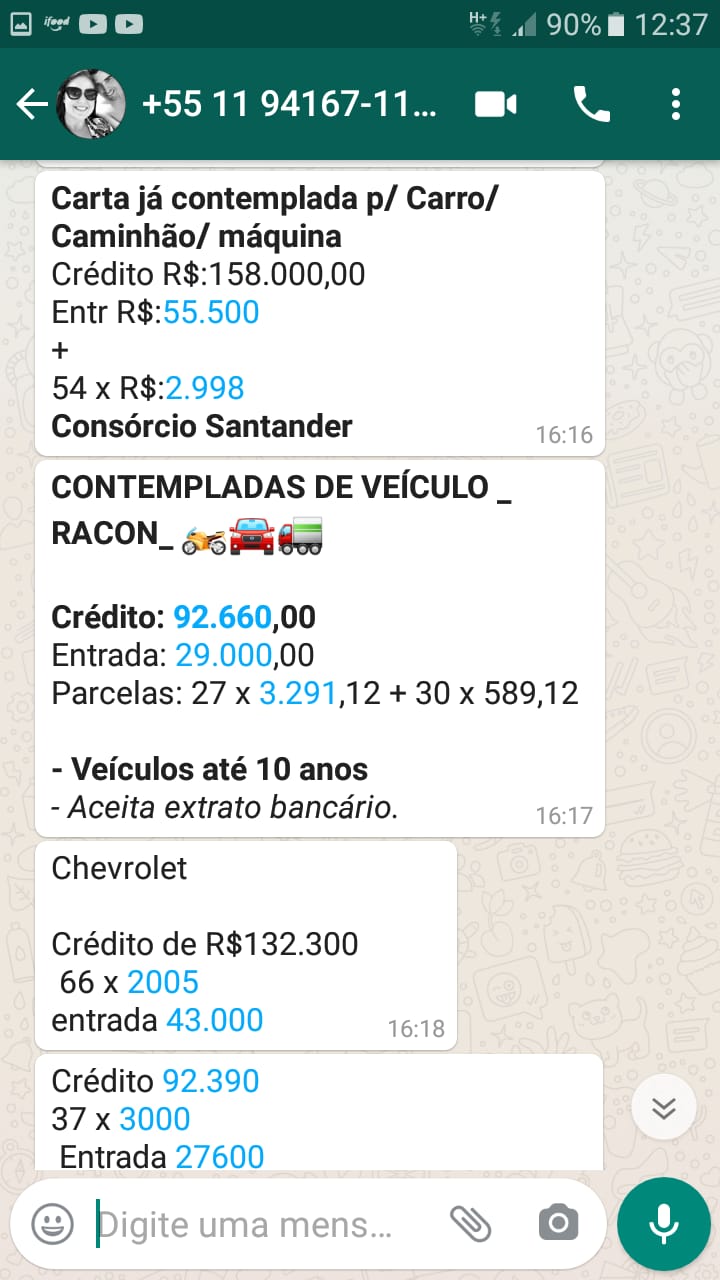 ifood
H+ 90% 12:37
+55 11 94167-11...
Carta já contemplada p/ Carro/
Caminhão/ máquina
Crédito R$:158.000,00
Entr R$:55.500
+
54 x R$:2.998
Consórcio Santander
16:16
CONTEMPLADAS DE VEÍCULO _
RACON_
Crédito: 92.660,00
Entrada: 29.000,00
Parcelas: 27 x 3.291,12 + 30 x 589,12
- Veículos até 10 anos
- Aceita extrato bancário.
16:17
Chevrolet
Crédito de R$132.300
66 x 2005
entrada 43.000
16:18
Crédito 92.390
37 x 3000
Entrada 27600
Digite uma mens...